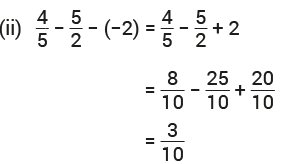 (ii) 4/5 − 5/2 − (−2) = 4/5 − 5/2 + 2
= 8/10 − 25/10 + 20/10
= 3/10